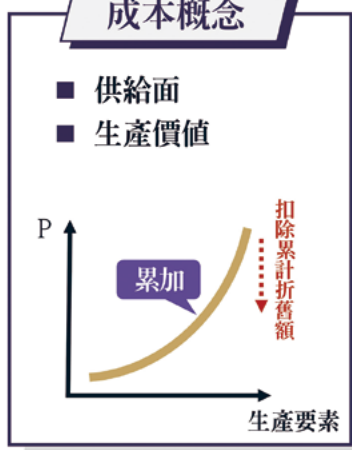 成本概念
■ 供給面
■ 生產價值
P
累加
扣除累計折舊額
生產要素